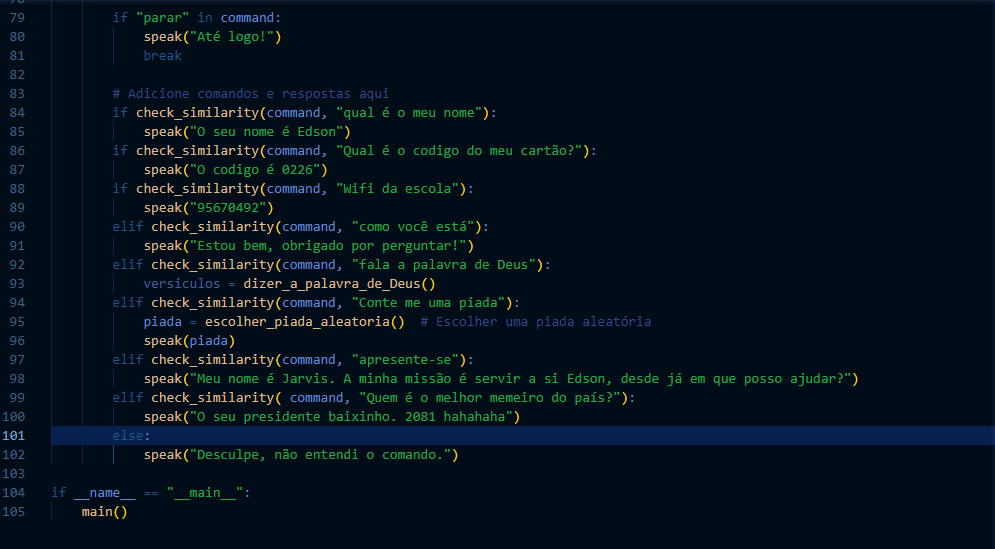 79 if "parar" in command:
80 speak("Até logo!")
81 break
82
83 # Adicione comandos e respostas aqui
84 if check_similarity(command, "qual é o meu nome"):
85 speak("O seu nome é Edson")
86 if check_similarity(command, "Qual é o codigo do meu cartão?"):
87 speak("O codigo é 0226")
88 if check_similarity(command, "Wifi da escola"):
89 speak("95670492")
90 elif check_similarity(command, "como você está"):
91 speak("Estou bem, obrigado por perguntar!")
92 elif check_similarity(command, "fala a palavra de Deus"):
93 versiculos = dizer_a_palavra_de_Deus()
94 elif check_similarity(command, "Conte me uma piada"):
95 piada = escolher_piada_aleatoria()  # Escolher uma piada aleatória
96 speak(piada)
97 elif check_similarity(command, "apresente-se"):
98 speak("Meu nome é Jarvis. A minha missão é servir a si Edson, desde já em que posso ajudar?")
99 elif check_similarity( command, "Quem é o melhor memeiro do país?"):
100 speak("O seu presidente baixinho. 2081 hahahaha")
101 else:
102 speak("Desculpe, não entendi o comando.")
103
104 if __name__ == "__main__":
105 main()